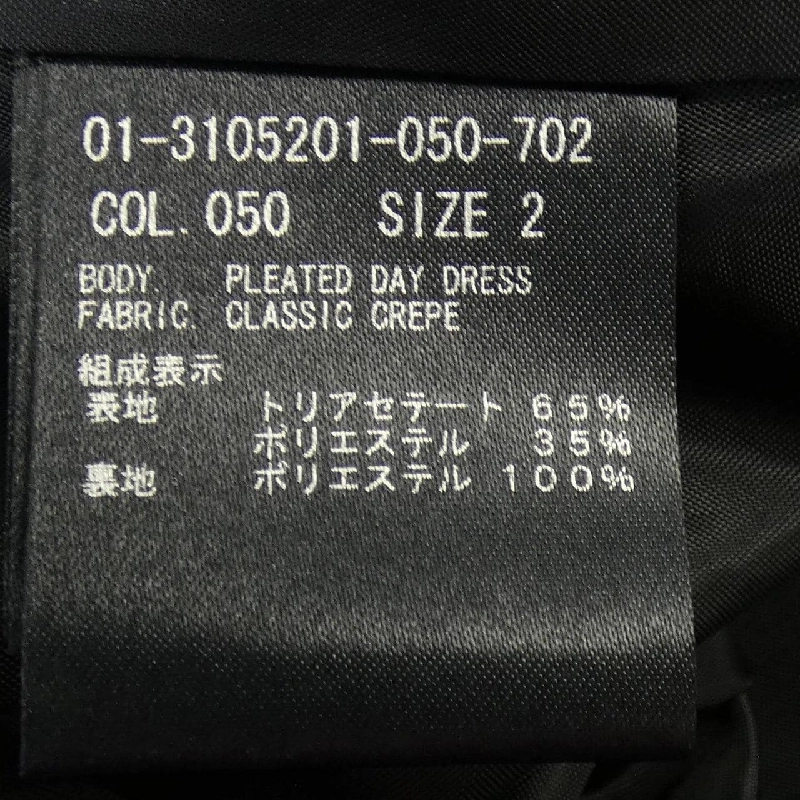 01-3105201-050-702
COL. 050 SIZE 2
BODY. PLEATED DAY DRESS
FABRIC. CLASSIC CREPE
組成表示
表地 トリアセテート 65%
ポリエステル 35%
裏地 ポリエステル 100%